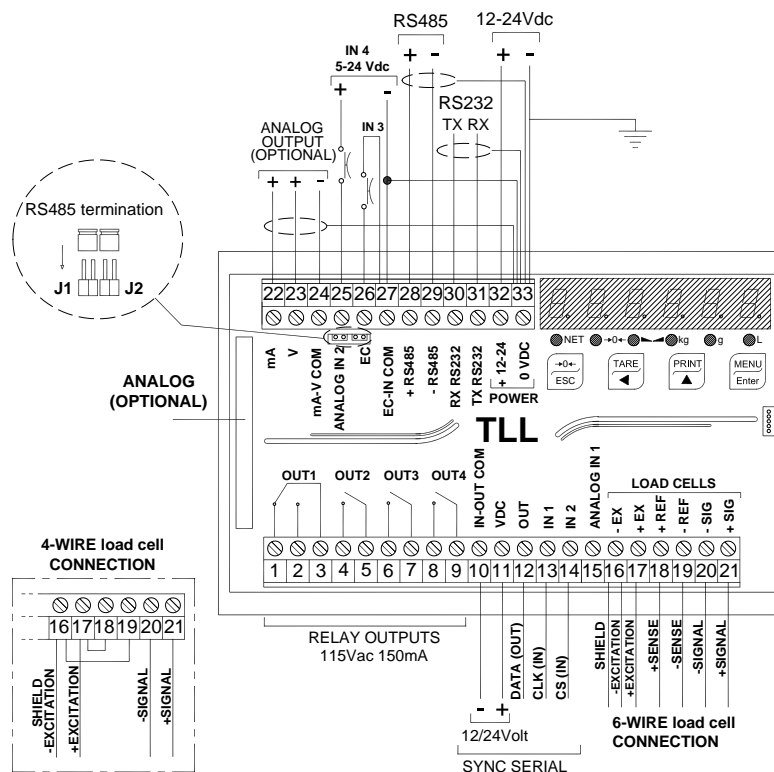 RS485
12-24Vdc
+ - + -
IN 4
5-24 Vdc
+ -
RS232
TX RX
IN 3
ANALOG
OUTPUT
(OPTIONAL)
+ + -
RS485 termination
J1 J2
22 23 24 25 26 27 28 29 30 31 32 33
8. 8. 8. 8. 8. 8.
NET →0← kg g L
mA
V
mA-V COM
ANALOG IN 2
EC
EC-IN COM
+ RS485
- RS485
RX RS232
TX RS232
+ 12-24
0 VDC
POWER
→0←
ESC
TARE
PRINT
MENU
Enter
ANALOG
(OPTIONAL)
TLL
OUT1 OUT2 OUT3 OUT4
IN-OUT COM
VDC
OUT
IN 1
IN 2
ANALOG IN 1
LOAD CELLS
- EX
+ EX
+ REF
- REF
- SIG
+ SIG
1 2 3 4 5 6 7 8 9 10 11 12 13 14 15 16 17 18 19 20 21
RELAY OUTPUTS
115Vac 150mA
- +
12/24Volt
DATA (OUT)
CLK (IN)
CS (IN)
SYNC SERIAL
SHIELD
-EXCITATION
+EXCITATION
+SENSE
-SENSE
-SIGNAL
+SIGNAL
6-WIRE load cell
CONNECTION
4-WIRE load cell
CONNECTION
16 17 18 19 20 21
SHIELD
-EXCITATION
+EXCITATION
-SIGNAL
+SIGNAL